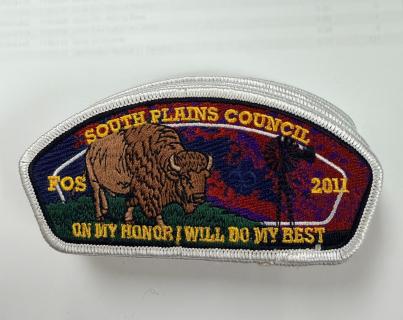 SOUTH PLAINS COUNCIL
FOS 2011
ON MY HONOR I WILL DO MY BEST